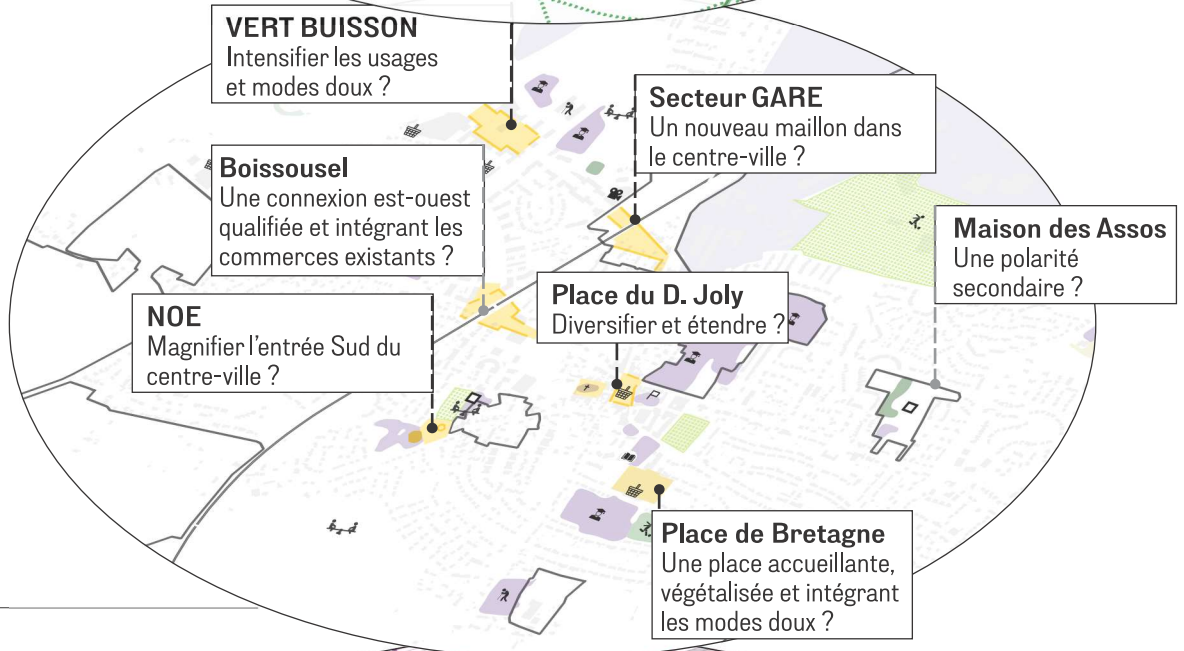 VERT BUISSON
Intensifier les usages
et modes doux ?
Secteur GARE
Un nouveau maillon dans
le centre-ville ?
Boissousel
Une connexion est-ouest
qualifiée et intégrant les
commerces existants ?
Maison des Assos
Une polarité
secondaire ?
Place du D. Joly
Diversifier et étendre ?
NOE
Magnifier l'entrée Sud du
centre-ville ?
Place de Bretagne
Une place accueillante,
végétalisée et intégrant
les modes doux ?